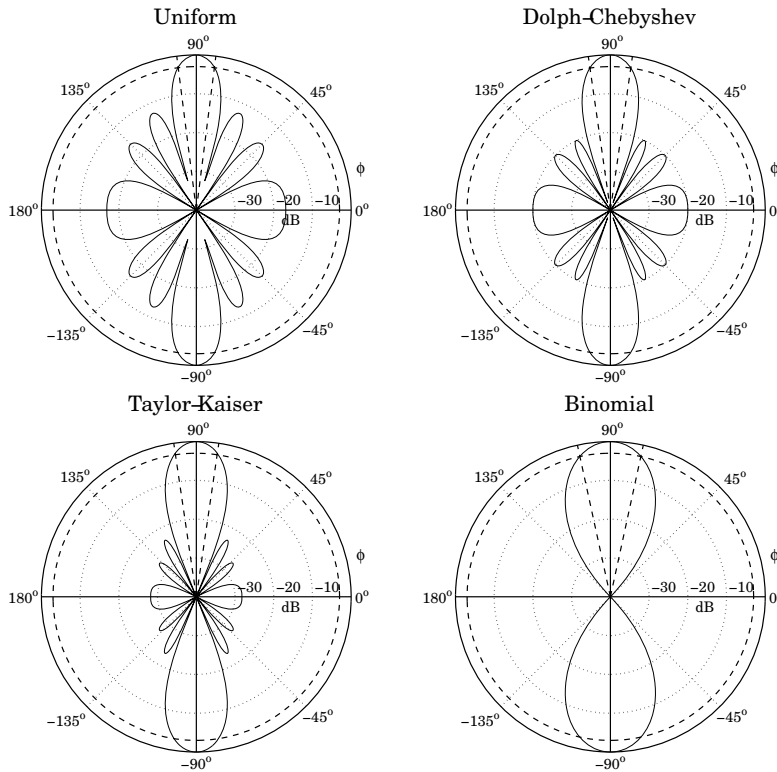 Uniform
Dolph–Chebyshev
90°
90°
135°
45°
135°
45°
ϕ
ϕ
180°
−30 −20 −10
0°
180°
−30 −20 −10
0
dB
dB
−135°
−45°
−135°
−45°
−90°
−90°
Taylor–Kaiser
Binomial
90°
90°
135°
45°
135°
45°
ϕ
ϕ
180°
−30 −20 −10
0°
180°
−30 −20 −10
0
dB
dB
−135°
−45°
−135°
−45°
−90°
−90°